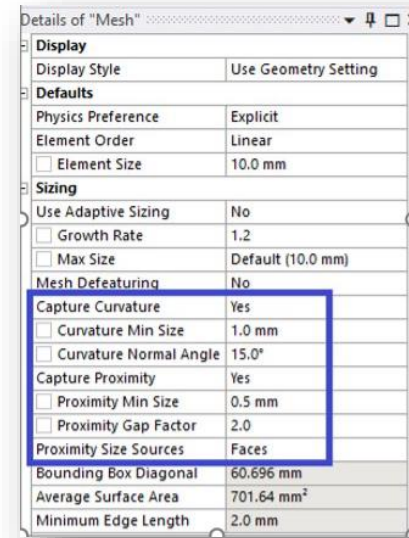 Details of "Mesh"
Display
Display Style Use Geometry Setting
Defaults
Physics Preference Explicit
Element Order Linear
Element Size 10.0 mm
Sizing
Use Adaptive Sizing No
Growth Rate 1.2
Max Size Default (10.0 mm)
Mesh Defeaturing No
Capture Curvature Yes
Curvature Min Size 1.0 mm
Curvature Normal Angle 15.0°
Capture Proximity Yes
Proximity Min Size 0.5 mm
Proximity Gap Factor 2.0
Proximity Size Sources Faces
Bounding Box Diagonal 60.696 mm
Average Surface Area 701.64 mm²
Minimum Edge Length 2.0 mm